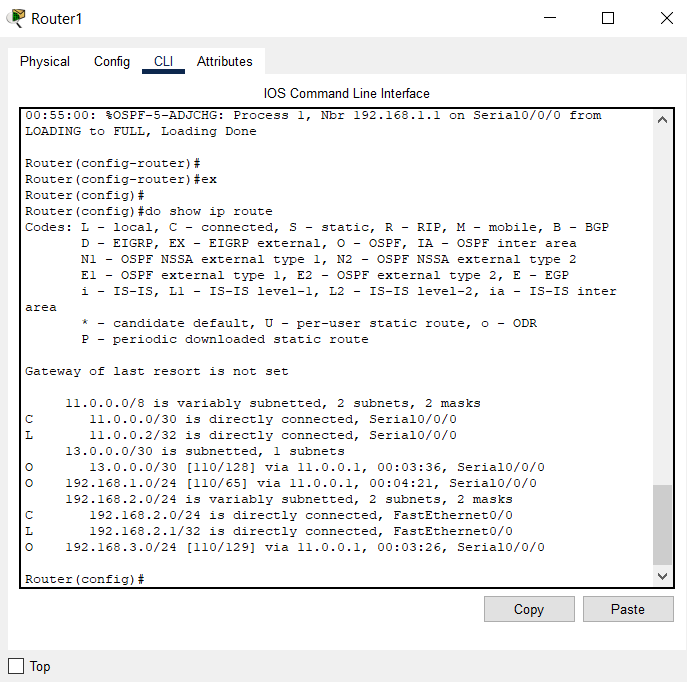 Router1
Physical Config CLI Attributes
IOS Command Line Interface
00:55:00: %OSPF-5-ADJCHG: Process 1, Nbr 192.168.1.1 on Serial0/0/0 from
LOADING to FULL, Loading Done
Router(config-router)#
Router(config-router)#ex
Router(config)#
Router(config)#do show ip route
Codes: L - local, C - connected, S - static, R - RIP, M - mobile, B - BGP
       D - EIGRP, EX - EIGRP external, O - OSPF, IA - OSPF inter area
       N1 - OSPF NSSA external type 1, N2 - OSPF NSSA external type 2
       E1 - OSPF external type 1, E2 - OSPF external type 2, E - EGP
       i - IS-IS, L1 - IS-IS level-1, L2 - IS-IS level-2, ia - IS-IS inter
area
       * - candidate default, U - per-user static route, o - ODR
       P - periodic downloaded static route
Gateway of last resort is not set
     11.0.0.0/8 is variably subnetted, 2 subnets, 2 masks
C       11.0.0.0/30 is directly connected, Serial0/0/0
L       11.0.0.2/32 is directly connected, Serial0/0/0
     13.0.0.0/30 is subnetted, 1 subnets
O       13.0.0.0/30 [110/128] via 11.0.0.1, 00:03:36, Serial0/0/0
O    192.168.1.0/24 [110/65] via 11.0.0.1, 00:04:21, Serial0/0/0
     192.168.2.0/24 is variably subnetted, 2 subnets, 2 masks
C       192.168.2.0/24 is directly connected, FastEthernet0/0
L       192.168.2.1/32 is directly connected, FastEthernet0/0
O    192.168.3.0/24 [110/129] via 11.0.0.1, 00:03:26, Serial0/0/0
Router(config)#
Copy Paste
Top